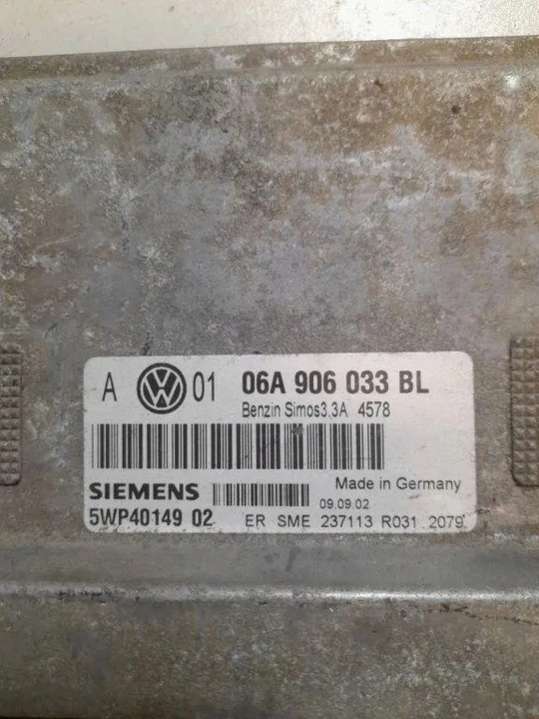 A VW 01 06A 906 033 BL
Benzin Simos3.3A 4578
Made in Germany
SIEMENS 09.09.02
5WP40149 02 ER SME 237113 R031 2079